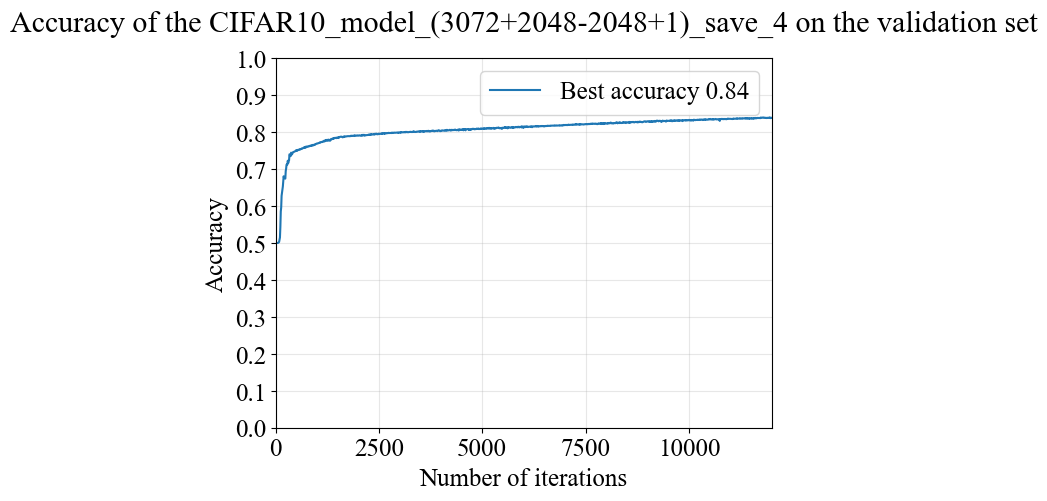 Accuracy of the CIFAR10_model_(3072+2048-2048+1)_save_4 on the validation set
Best accuracy 0.84
1.0
0.9
0.8
0.7
0.6
0.5
0.4
0.3
0.2
0.1
0.0
Accuracy
0 2500 5000 7500 10000
Number of iterations